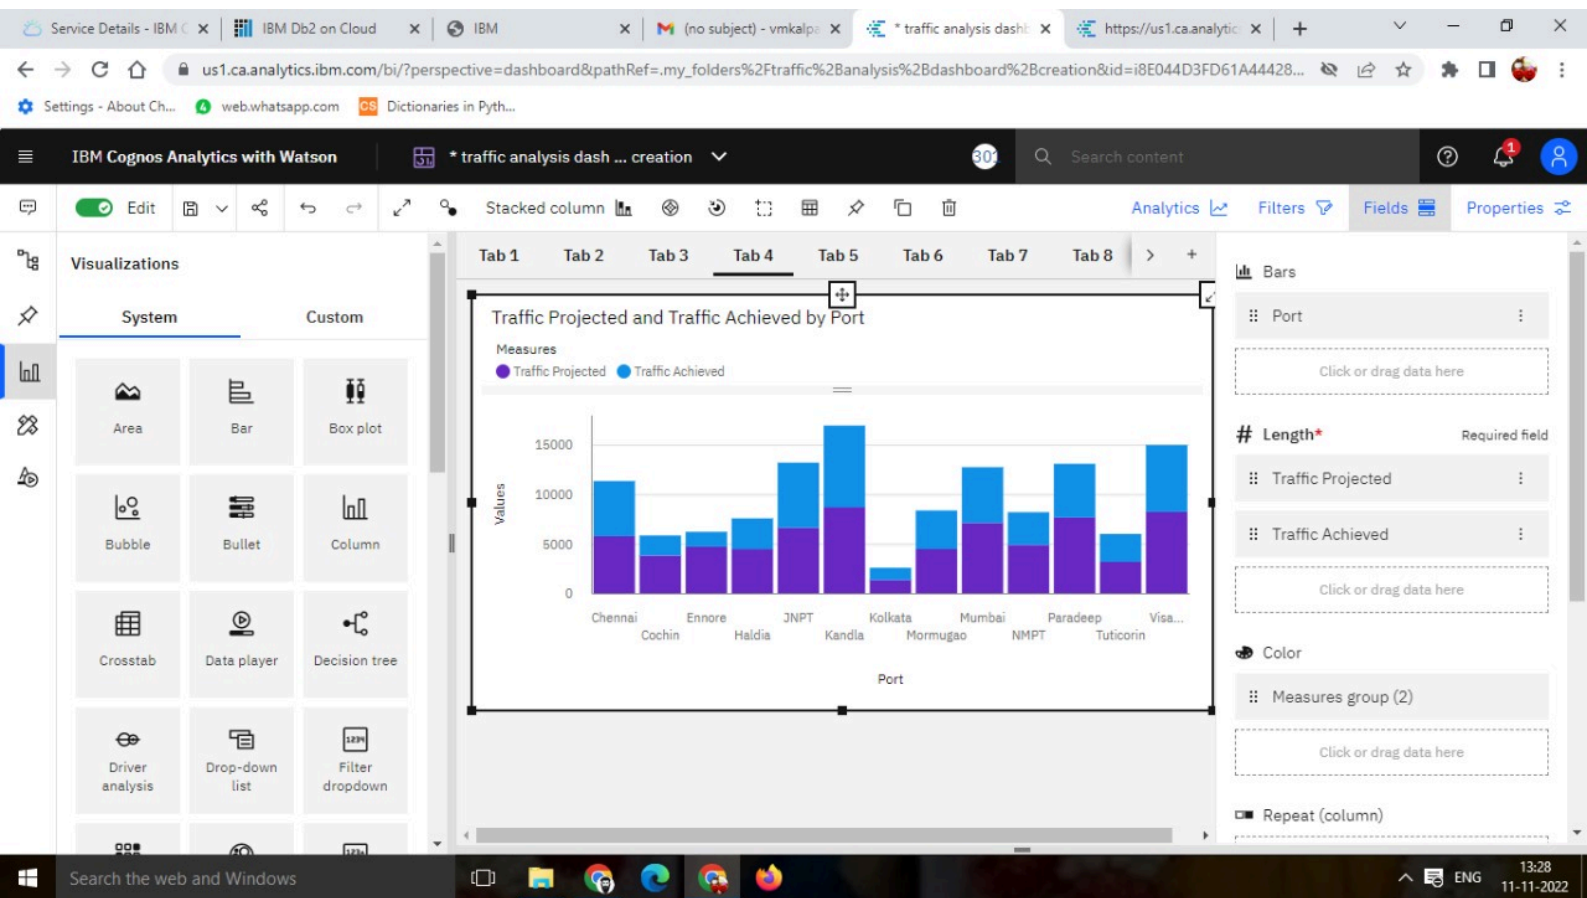 Service Details - IBM C
IBM Db2 on Cloud
IBM
(no subject) - vmkalpa
* traffic analysis dashb
https://us1.ca.analytic
us1.ca.analytics.ibm.com/bi/?perspective=dashboard&pathRef=.my_folders%2Ftraffic%2Banalysis%2Bdashboard%2Bcreation&id=i8E044D3FD61A44428...
Settings - About Ch...
web.whatsapp.com
CS Dictionaries in Pyth...
IBM Cognos Analytics with Watson
* traffic analysis dash ... creation
301
Search content
1
Edit
Stacked column
Analytics
Filters
Fields
Properties
Visualizations
System
Custom
Area
Bar
Box plot
Bubble
Bullet
Column
Crosstab
Data player
Decision tree
Driver
analysis
Drop-down
list
1234
Filter
dropdown
Tab 1
Tab 2
Tab 3
Tab 4
Tab 5
Tab 6
Tab 7
Tab 8
Traffic Projected and Traffic Achieved by Port
Measures
Traffic Projected
Traffic Achieved
Values
15000
10000
5000
0
Chennai
Cochin
Ennore
Haldia
JNPT
Kandla
Kolkata
Mormugao
Mumbai
NMPT
Paradeep
Tuticorin
Visa...
Port
Bars
Port
Click or drag data here
# Length*
Required field
Traffic Projected
Traffic Achieved
Click or drag data here
Color
Measures group (2)
Click or drag data here
Repeat (column)
Search the web and Windows
ENG
13:28
11-11-2022